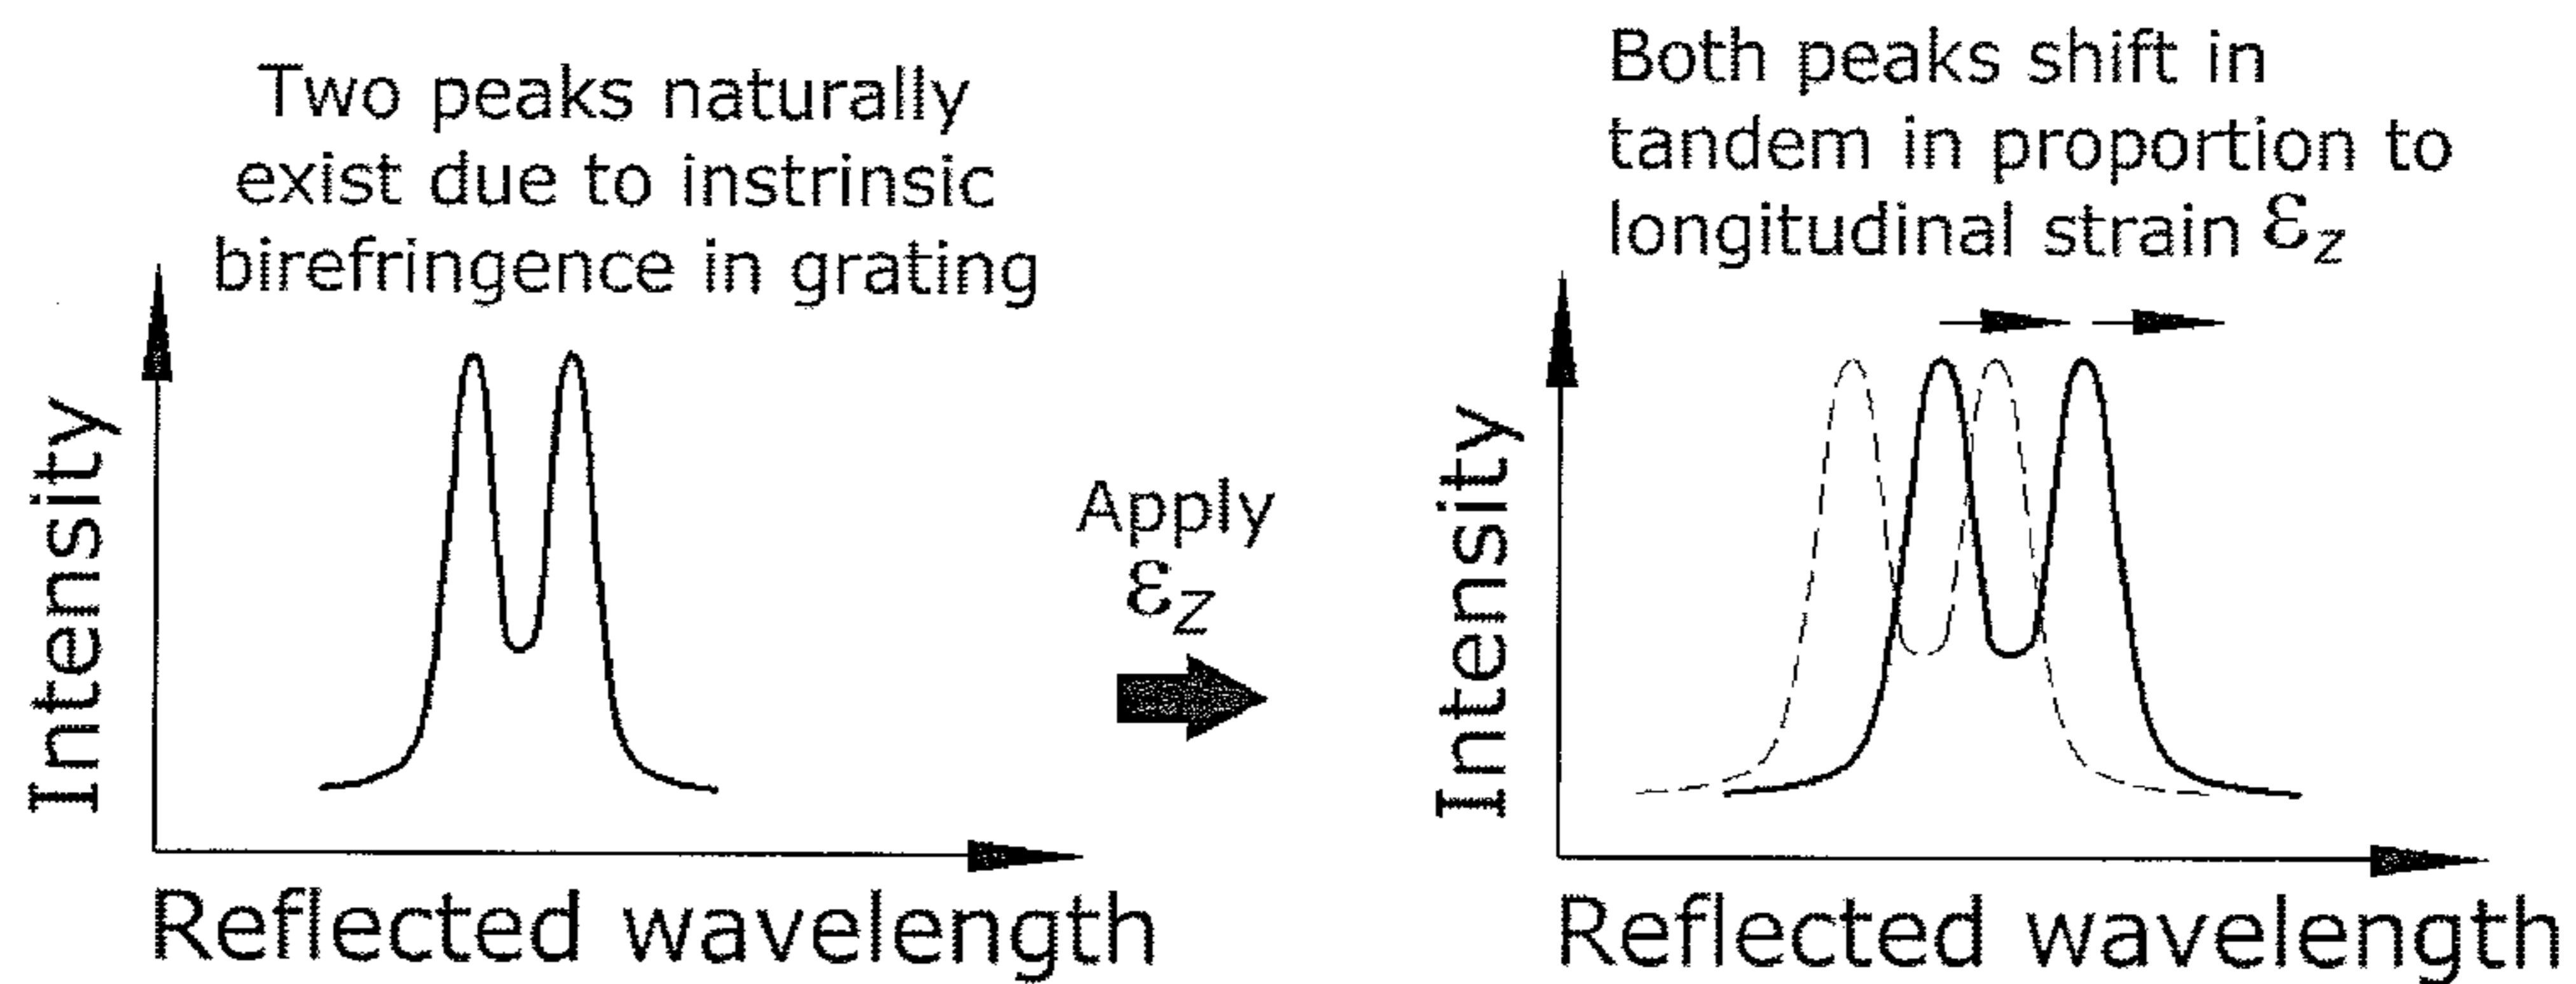 Two peaks naturally
exist due to instrinsic
birefringence in grating
Intensity
Reflected wavelength
Apply
εz
Both peaks shift in
tandem in proportion to
longitudinal strain εz
Intensity
Reflected wavelength